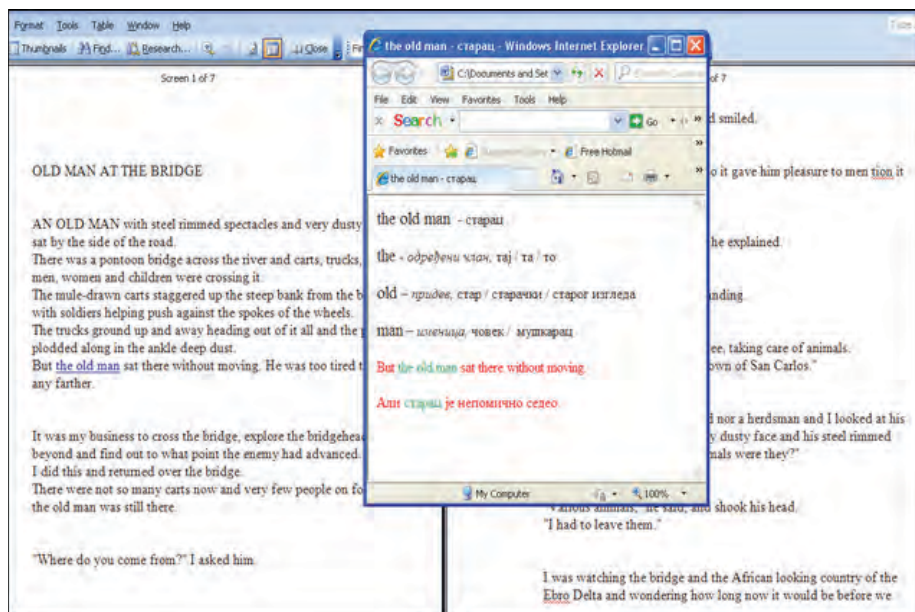 Type a
Format Tools Table Window Help
Thumbnails Find... Research... Close
Screen 1 of 7
OLD MAN AT THE BRIDGE
AN OLD MAN with steel rimmed spectacles and very dusty
sat by the side of the road.
There was a pontoon bridge across the river and carts, trucks,
men, women and children were crossing it.
The mule-drawn carts staggered up the steep bank from the b
with soldiers helping push against the spokes of the wheels.
The trucks ground up and away heading out of it all and the p
plodded along in the ankle deep dust.
But the old man sat there without moving. He was too tired t
any farther.
It was my business to cross the bridge, explore the bridgehea
beyond and find out to what point the enemy had advanced.
I did this and returned over the bridge.
There were not so many carts now and very few people on fo
the old man was still there.
"Where do you come from?" I asked him.
the old man - старац - Windows Internet Explorer
C:\Documents and Set
File Edit View Favorites Tools Help
Search Go
Favorites Free Hotmail
the old man - старац
the old man - старац
the - одређени члан, тај / та / то
old – придев, стар / старачки / старог изгледа
man – именица, човек / мушкарац
But the old man sat there without moving.
Али старац је непомично седео.
My Computer 100%
of 7
d smiled.
o it gave him pleasure to men tion it
he explained.
nding.
ee, taking care of animals.
own of San Carlos."
d nor a herdsman and I looked at his
y dusty face and his steel rimmed
mals were they?"
"Various animals," he said, and shook his head.
"I had to leave them."
I was watching the bridge and the African looking country of the
Ebro Delta and wondering how long now it would be before we